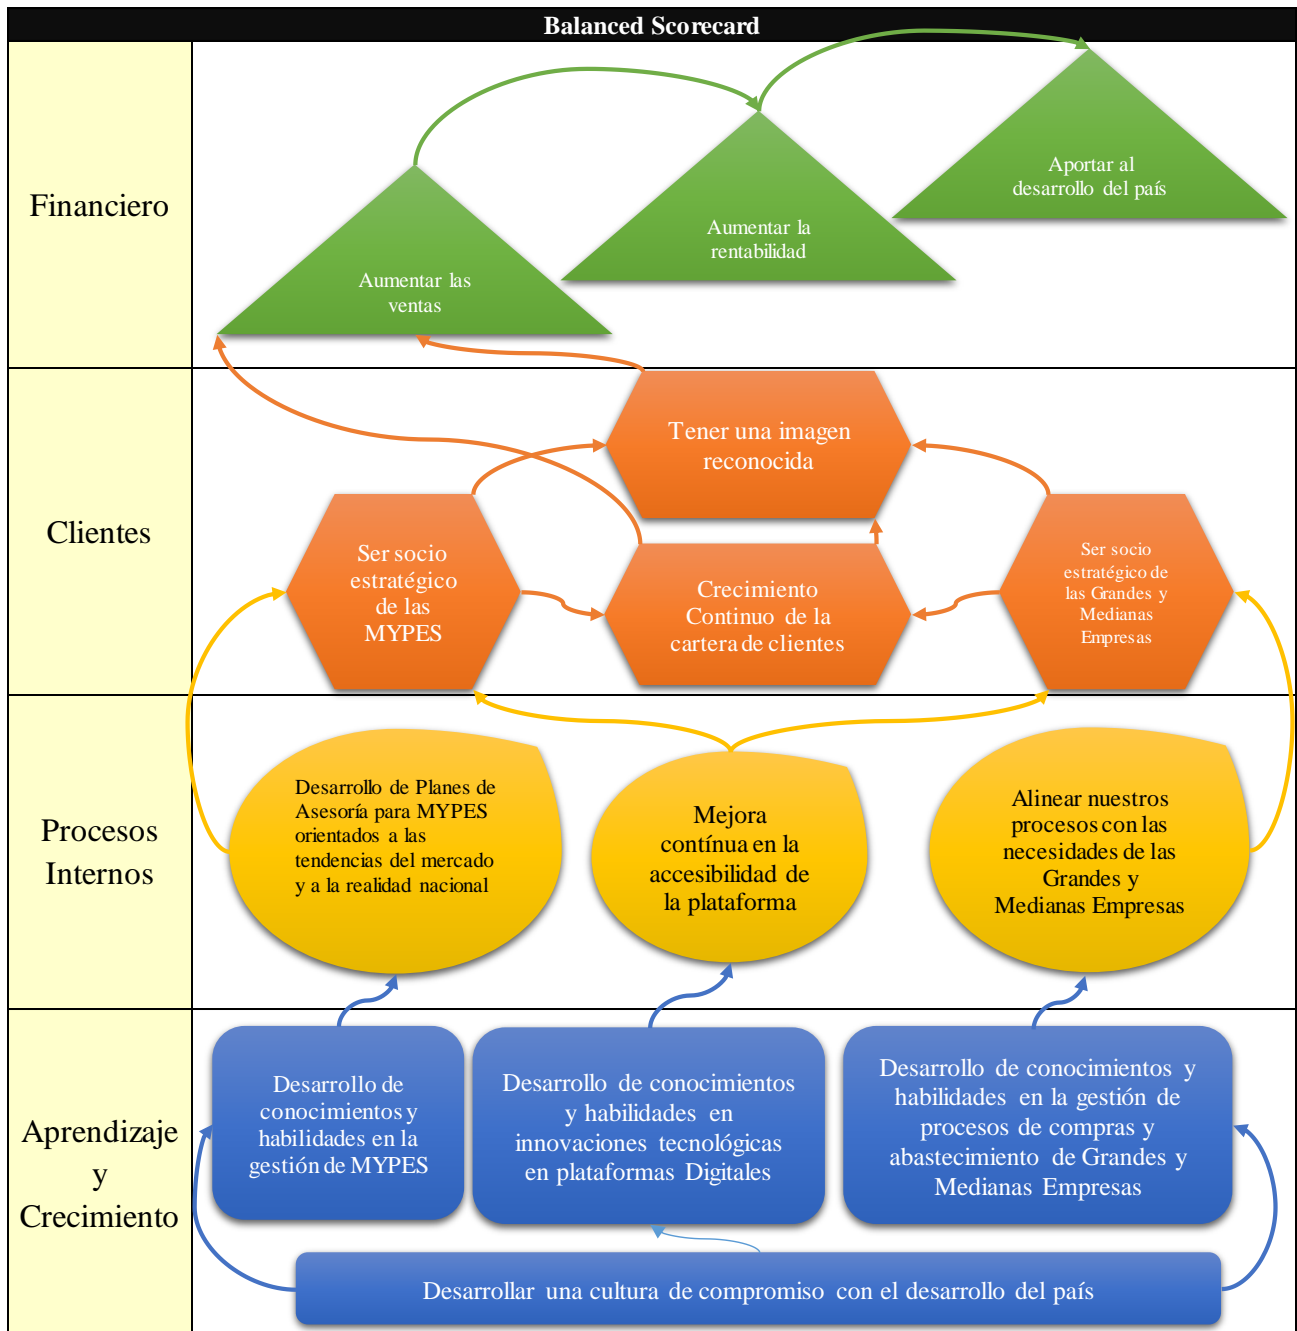 Balanced Scorecard
Financiero
Aportar al
desarrollo del país
Aumentar la
rentabilidad
Aumentar las
ventas
Clientes
Tener una imagen
reconocida
Ser socio
estratégico
de las
MYPES
Crecimiento
Continuo de la
cartera de clientes
Ser socio
estratégico de
las Grandes y
Medianas
Empresas
Procesos
Internos
Desarrollo de Planes de
Asesoría para MYPES
orientados a las
tendencias del mercado
y a la realidad nacional
Mejora
contínua en la
accesibilidad de
la plataforma
Alinear nuestros
procesos con las
necesidades de las
Grandes y
Medianas Empresas
Aprendizaje
y
Crecimiento
Desarrollo de
conocimientos y
habilidades en la
gestión de MYPES
Desarrollo de conocimientos
y habilidades en
innovaciones tecnológicas
en plataformas Digitales
Desarrollo de conocimientos y
habilidades en la gestión de
procesos de compras y
abastecimiento de Grandes y
Medianas Empresas
Desarrollar una cultura de compromiso con el desarrollo del país